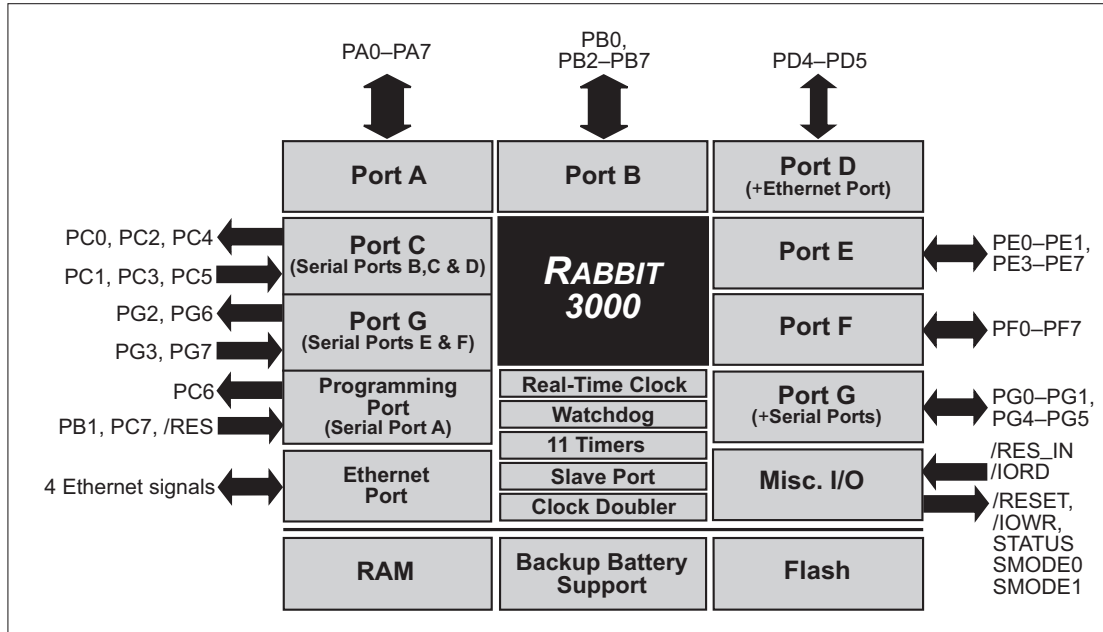 PA0–PA7
PB0,
PB2–PB7
PD4–PD5
Port A
Port B
Port D
(+Ethernet Port)
PC0, PC2, PC4
PC1, PC3, PC5
Port C
(Serial Ports B,C & D)
PG2, PG6
PG3, PG7
Port G
(Serial Ports E & F)
PC6
PB1, PC7, /RES
Programming
Port
(Serial Port A)
4 Ethernet signals
Ethernet
Port
RABBIT
3000
Real-Time Clock
Watchdog
11 Timers
Slave Port
Clock Doubler
Port E
PE0–PE1,
PE3–PE7
Port F
PF0–PF7
Port G
(+Serial Ports)
PG0–PG1,
PG4–PG5
Misc. I/O
/RES_IN
/IORD
/RESET,
/IOWR,
STATUS
SMODE0
SMODE1
RAM
Backup Battery
Support
Flash